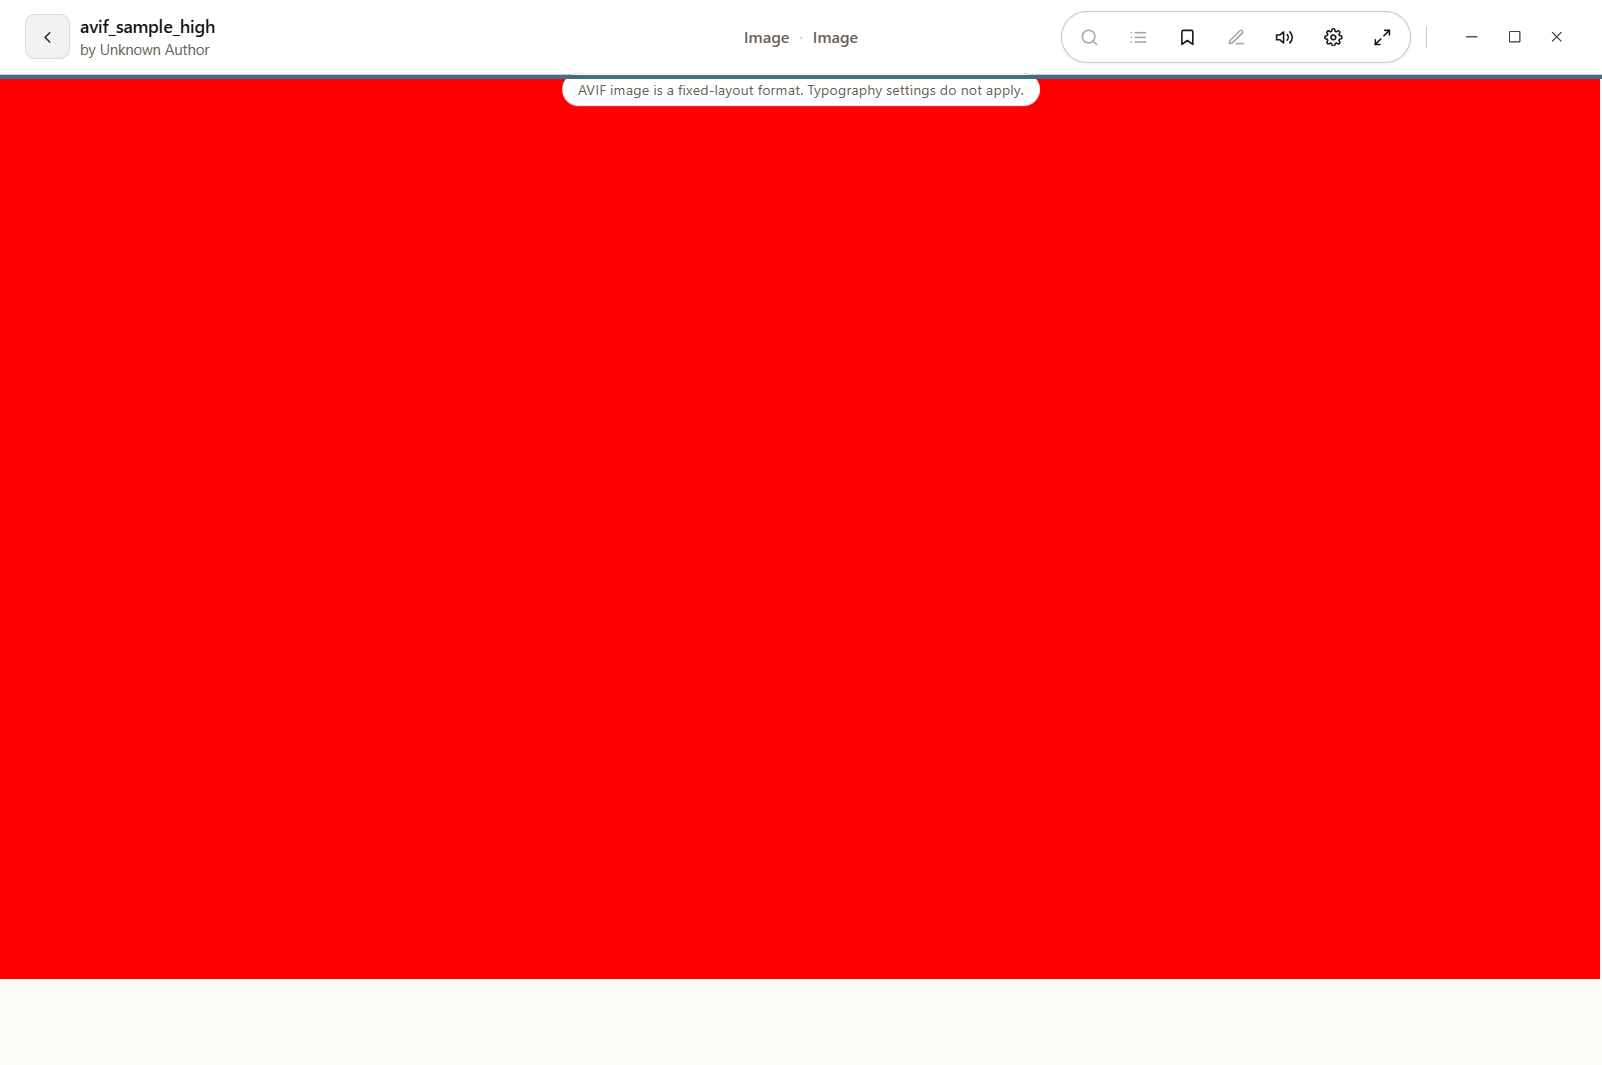 avif_sample_high
by Unknown Author
Image · Image
AVIF image is a fixed-layout format. Typography settings do not apply.